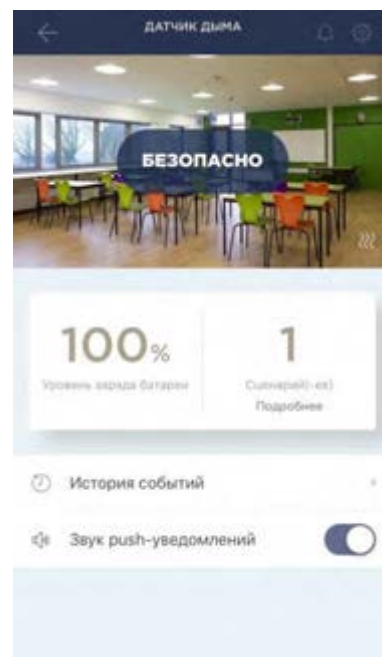 ДАТЧИК ДЫМА
БЕЗОПАСНО
100%
Уровень заряда батареи
1
Сценарий(-ев)
Подробнее
История событий
Звук push-уведомлений